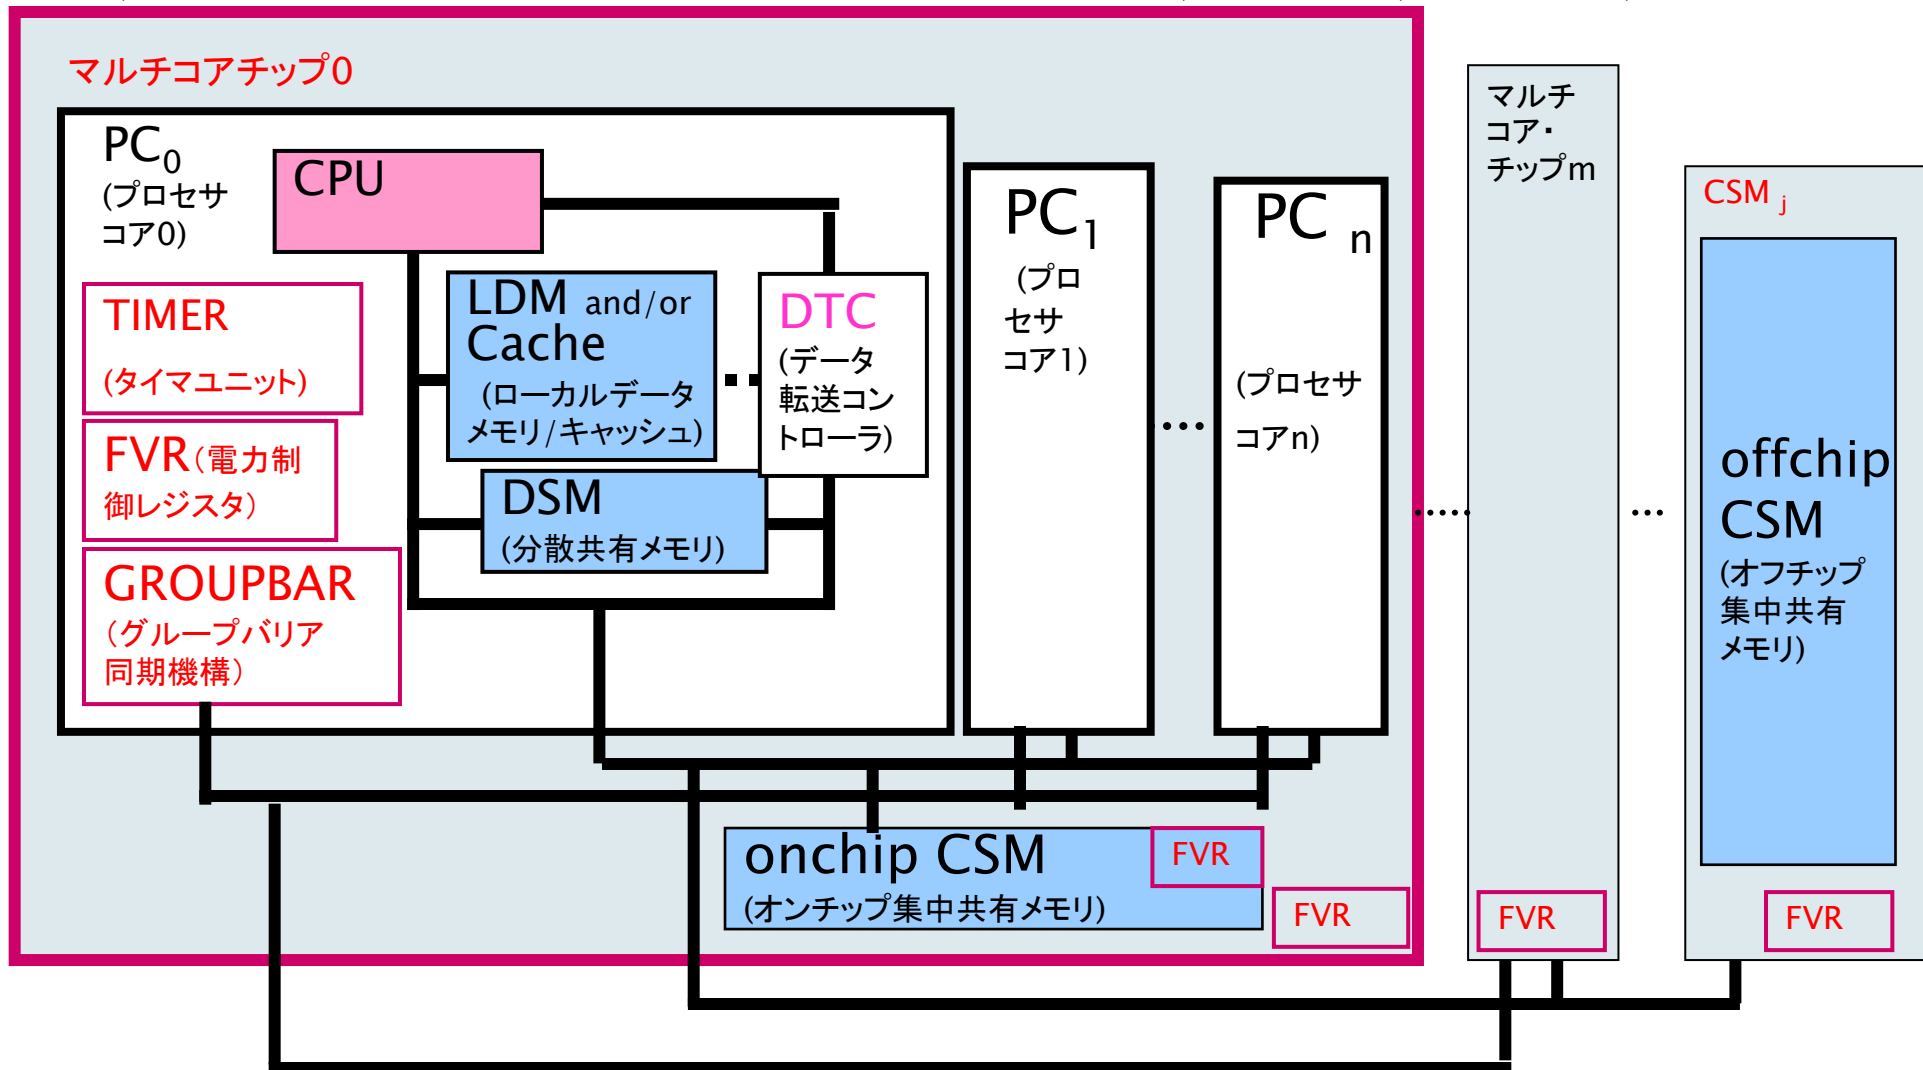 マルチコアチップ0
PC0
(プロセサ
コア0)
CPU
TIMER
(タイマユニット)
FVR(電力制
御レジスタ)
GROUPBAR
(グループバリア
同期機構)
LDM and/or
Cache
(ローカルデータ
メモリ/キャッシュ)
DTC
(データ
転送コン
トローラ)
DSM
(分散共有メモリ)
PC1
(プロ
セサ
コア1)
PC n
(プロセサ
コアn)
onchip CSM
(オンチップ集中共有メモリ)
FVR
FVR
マルチ
コア・
チップm
FVR
CSM j
offchip
CSM
(オフチップ
集中共有
メモリ)
FVR